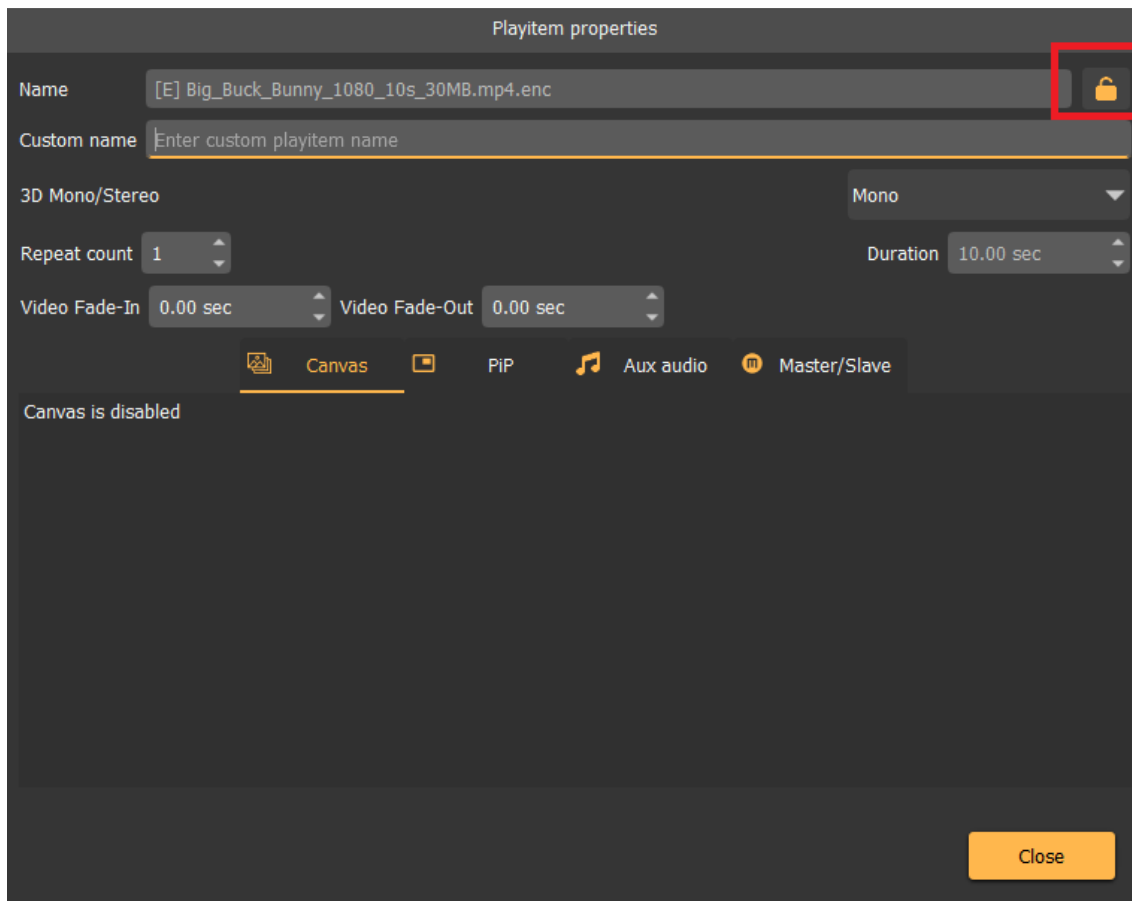 Playitem properties
Name [E] Big_Buck_Bunny_1080_10s_30MB.mp4.enc
Custom name Enter custom playitem name
3D Mono/Stereo Mono
Repeat count 1 Duration 10.00 sec
Video Fade-In 0.00 sec Video Fade-Out 0.00 sec
Canvas PiP Aux audio m Master/Slave
Canvas is disabled
Close